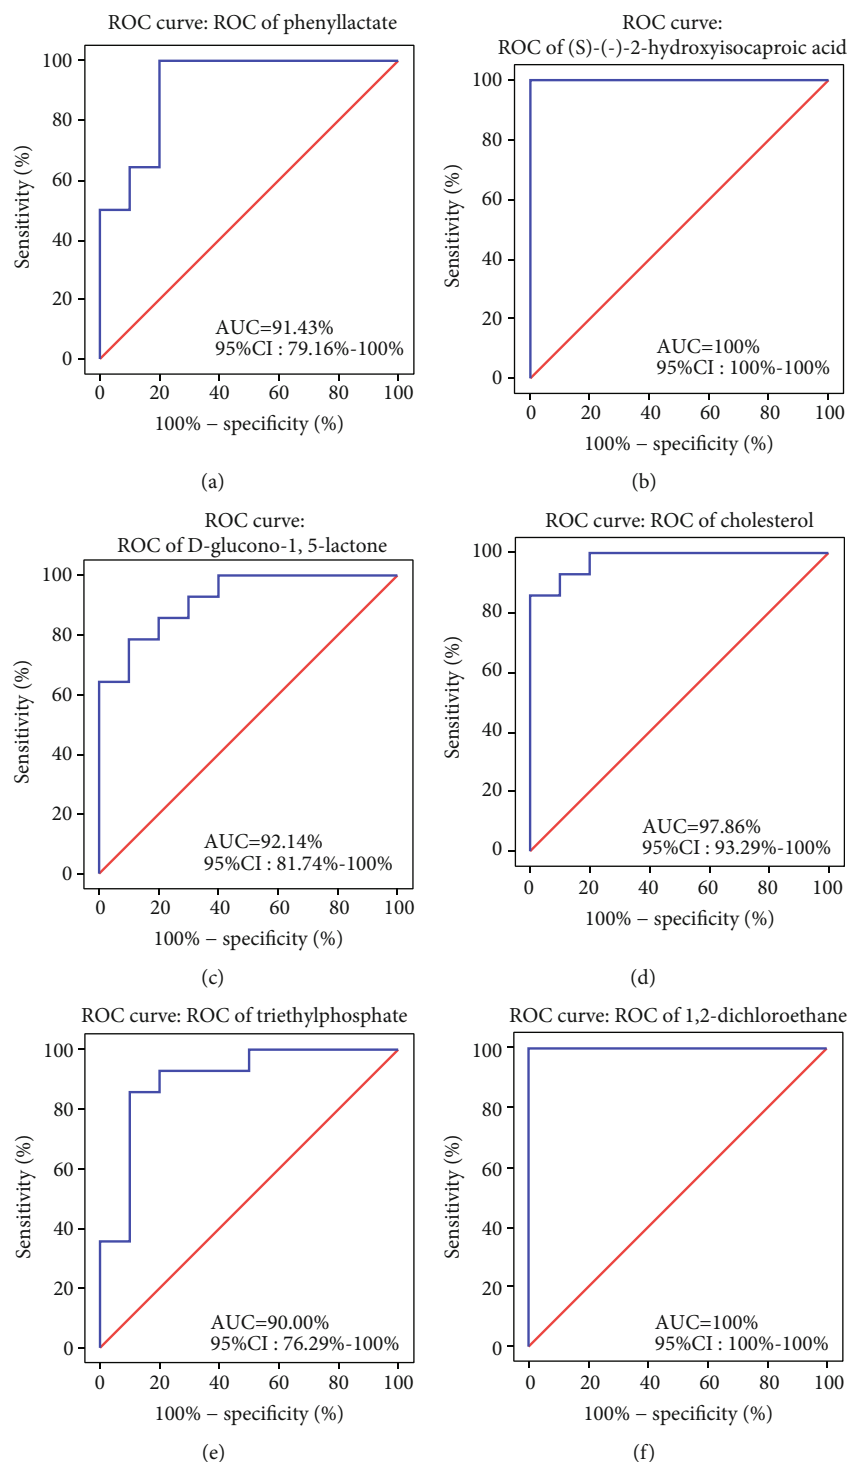 ROC curve: ROC of phenyllactate
Sensitivity (%)
100
80
60
40
20
0
AUC=91.43%
95%CI : 79.16%-100%
0 20 40 60 80 100
100% − specificity (%)
(a)
ROC curve:
ROC of (S)-(-)-2-hydroxyisocaproic acid
Sensitivity (%)
100
80
60
40
20
0
AUC=100%
95%CI : 100%-100%
0 20 40 60 80 100
100% − specificity (%)
(b)
ROC curve:
ROC of D-glucono-1, 5-lactone
Sensitivity (%)
100
80
60
40
20
0
AUC=92.14%
95%CI : 81.74%-100%
0 20 40 60 80 100
100% − specificity (%)
(c)
ROC curve: ROC of cholesterol
Sensitivity (%)
100
80
60
40
20
0
AUC=97.86%
95%CI : 93.29%-100%
0 20 40 60 80 100
100% − specificity (%)
(d)
ROC curve: ROC of triethylphosphate
Sensitivity (%)
100
80
60
40
20
0
AUC=90.00%
95%CI : 76.29%-100%
0 20 40 60 80 100
100% − specificity (%)
(e)
ROC curve: ROC of 1,2-dichloroethane
Sensitivity (%)
100
80
60
40
20
0
AUC=100%
95%CI : 100%-100%
0 20 40 60 80 100
100% − specificity (%)
(f)